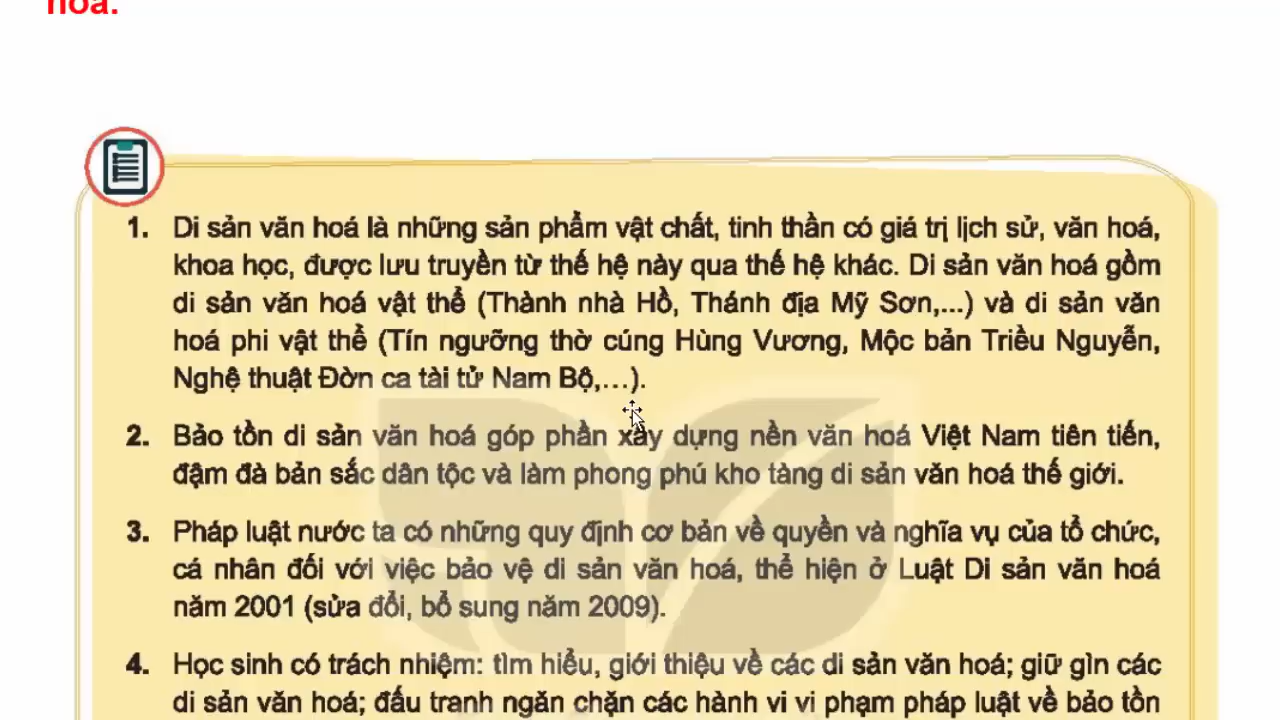 hóa.
1. Di sản văn hoá là những sản phẩm vật chất, tinh thần có giá trị lịch sử, văn hoá,
khoa học, được lưu truyền từ thế hệ này qua thế hệ khác. Di sản văn hoá gồm
di sản văn hoá vật thể (Thành nhà Hồ, Thánh địa Mỹ Sơn,...) và di sản văn
hoá phi vật thể (Tín ngưỡng thờ cúng Hùng Vương, Mộc bản Triều Nguyễn,
Nghệ thuật Đờn ca tài tử Nam Bộ,...).
2. Bảo tồn di sản văn hoá góp phần xây dựng nền văn hoá Việt Nam tiên tiến,
đậm đà bản sắc dân tộc và làm phong phú kho tàng di sản văn hoá thế giới.
3. Pháp luật nước ta có những quy định cơ bản về quyền và nghĩa vụ của tổ chức,
cá nhân đối với việc bảo vệ di sản văn hoá, thể hiện ở Luật Di sản văn hoá
năm 2001 (sửa đổi, bổ sung năm 2009).
4. Học sinh có trách nhiệm: tìm hiểu, giới thiệu về các di sản văn hoá; giữ gìn các
di sản văn hoá; đấu tranh ngăn chặn các hành vi vi phạm pháp luật về bảo tồn